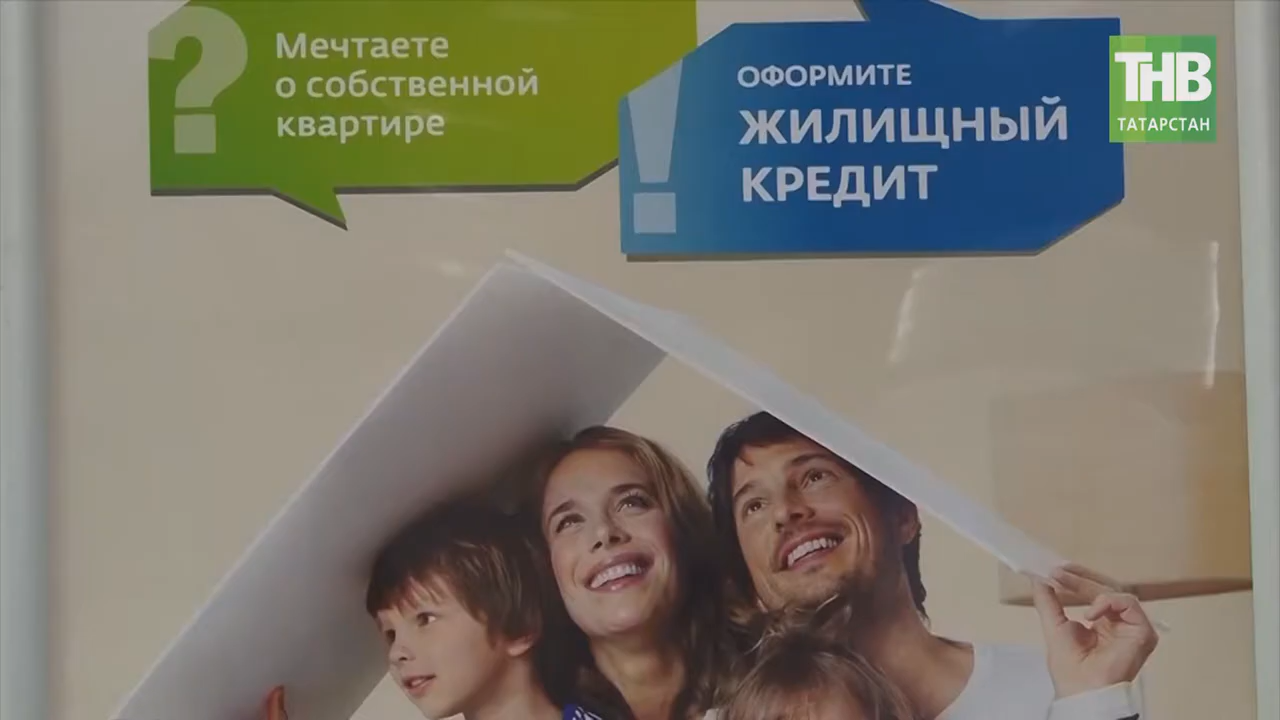 ?
Мечтаете
о собственной
квартире
!
ОФОРМИТЕ
ЖИЛИЩНЫЙ
КРЕДИТ
ТНВ
ТАТАРСТАН